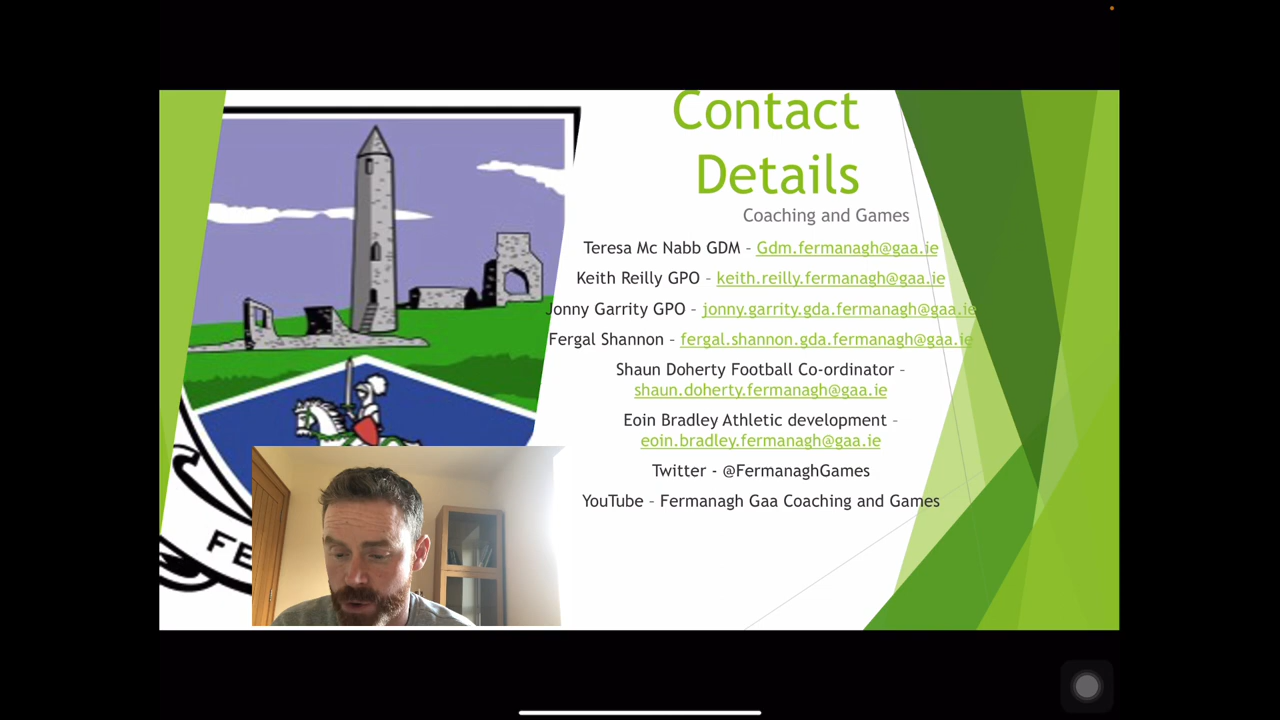 Contact
Details
Coaching and Games
Teresa Mc Nabb GDM – Gdm.fermanagh@gaa.ie
Keith Reilly GPO – keith.reilly.fermanagh@gaa.ie
Jonny Garrity GPO – jonny.garrity.gda.fermanagh@gaa.ie
Fergal Shannon – fergal.shannon.gda.fermanagh@gaa.ie
Shaun Doherty Football Co-ordinator –
shaun.doherty.fermanagh@gaa.ie
Eoin Bradley Athletic development –
eoin.bradley.fermanagh@gaa.ie
Twitter - @FermanaghGames
YouTube – Fermanagh Gaa Coaching and Games
FE